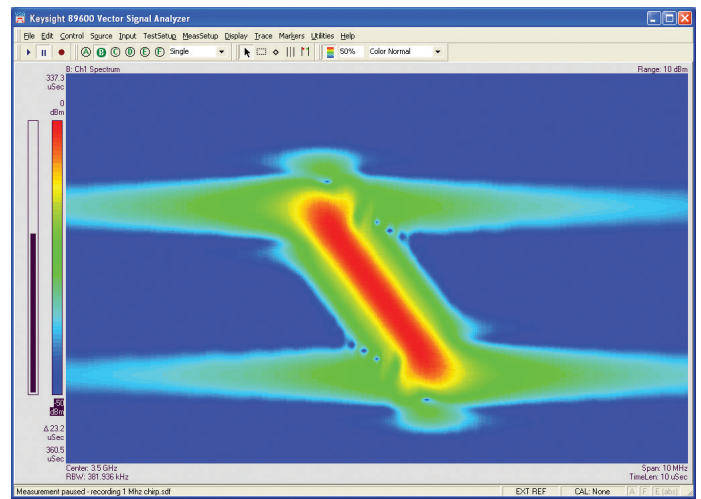 Keysight 89600 Vector Signal Analyzer
File Edit Control Source Input TestSetup MeasSetup Display Trace Markers Utilities Help
A B C D E F Single 50% Color Normal
B: Ch1 Spectrum Range: 10 dBm
337.3
uSec
0
dBm
-50
dBm
Δ 23.2
uSec
360.5
uSec
Center: 3.5 GHz Span: 10 MHz
RBW: 381.936 kHz TimeLen: 10 uSec
Measurement paused - recording 1 Mhz chirp.sdf EXT REF CAL: None A F E (abs)